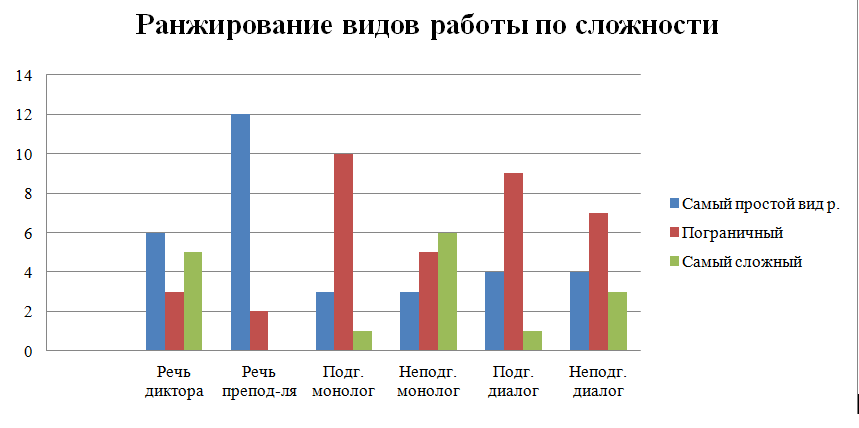 Ранжирование видов работы по сложности
14
12
10
8
6
4
2
0
Речь диктора
Речь препод-ля
Подг. монолог
Неподг. монолог
Подг. диалог
Неподг. диалог
Самый простой вид р.
Пограничный
Самый сложный